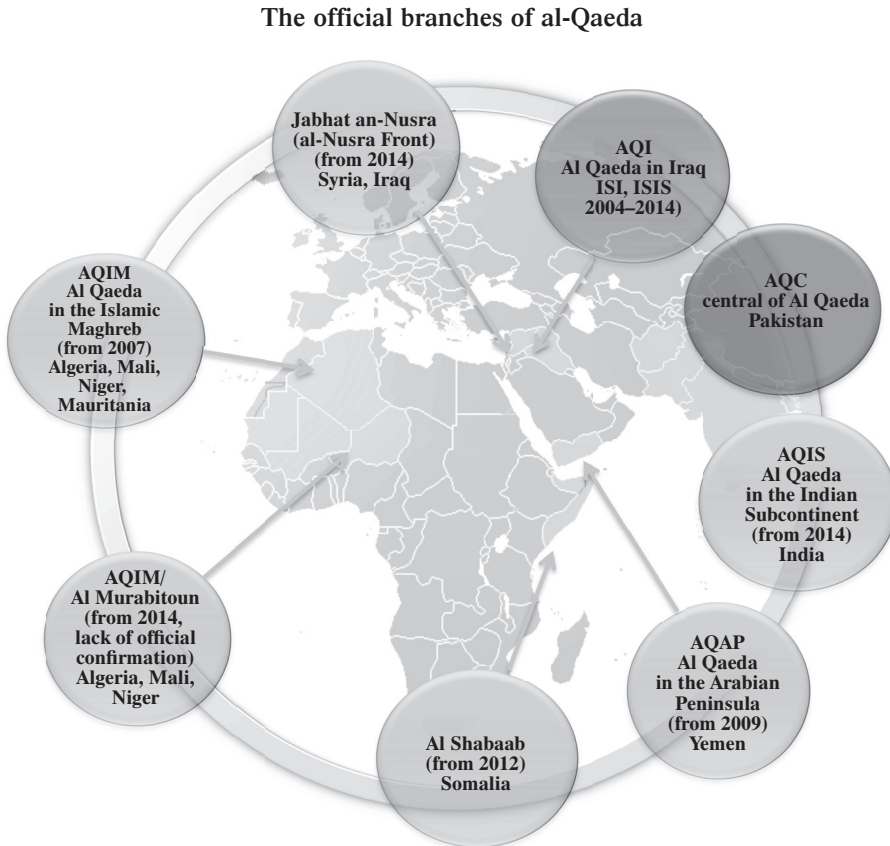 The official branches of al-Qaeda
Jabhat an-Nusra
(al-Nusra Front)
(from 2014)
Syria, Iraq
AQI
Al Qaeda in Iraq
ISI, ISIS
2004–2014)
AQC
central of Al Qaeda
Pakistan
AQIM
Al Qaeda
in the Islamic
Maghreb
(from 2007)
Algeria, Mali,
Niger,
Mauritania
AQIS
Al Qaeda
in the Indian
Subcontinent
(from 2014)
India
AQIM/
Al Murabitoun
(from 2014,
lack of official
confirmation)
Algeria, Mali,
Niger
AQAP
Al Qaeda
in the Arabian
Peninsula
(from 2009)
Yemen
Al Shabaab
(from 2012)
Somalia